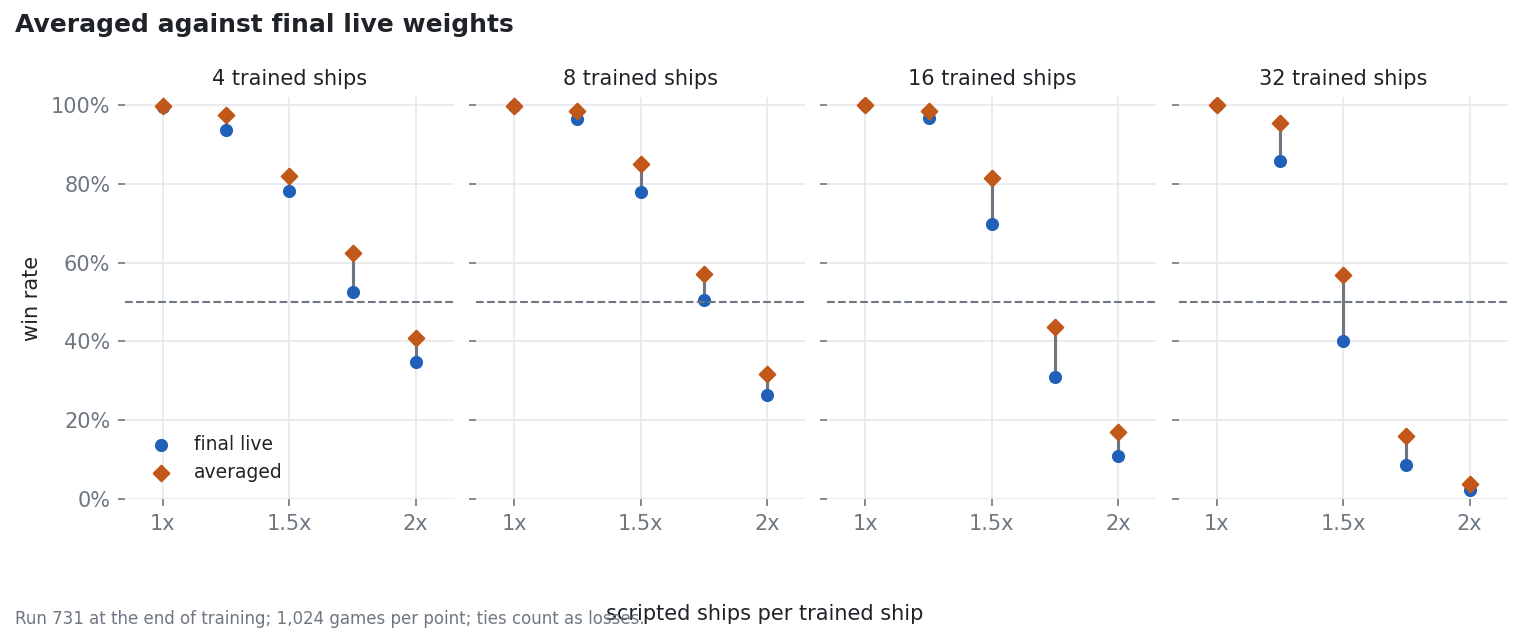 Averaged against final live weights
4 trained ships
8 trained ships
16 trained ships
32 trained ships
win rate
100%
80%
60%
40%
20%
0%
final live
averaged
1x 1.5x 2x
1x 1.5x 2x
1x 1.5x 2x
1x 1.5x 2x
scripted ships per trained ship
Run 731 at the end of training; 1,024 games per point; ties count as losses.